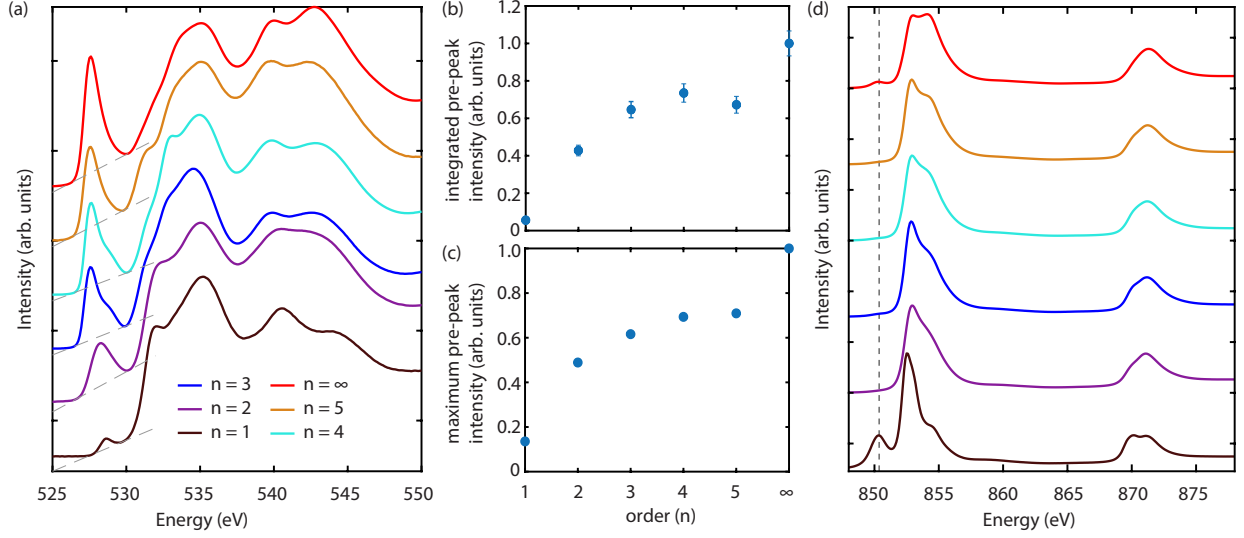 (a)
Intensity (arb. units)
n = 3
n = 2
n = 1
n = ∞
n = 5
n = 4
525
530
535
540
545
550
Energy (eV)
(b)
integrated pre-peak
intensity (arb. units)
1.2
1.0
0.8
0.6
0.4
0.2
0
(c)
maximum pre-peak
intensity (arb. units)
1.0
0.8
0.6
0.4
0.2
0
1
2
3
4
5
∞
order (n)
(d)
Intensity (arb. units)
850
855
860
865
870
875
Energy (eV)